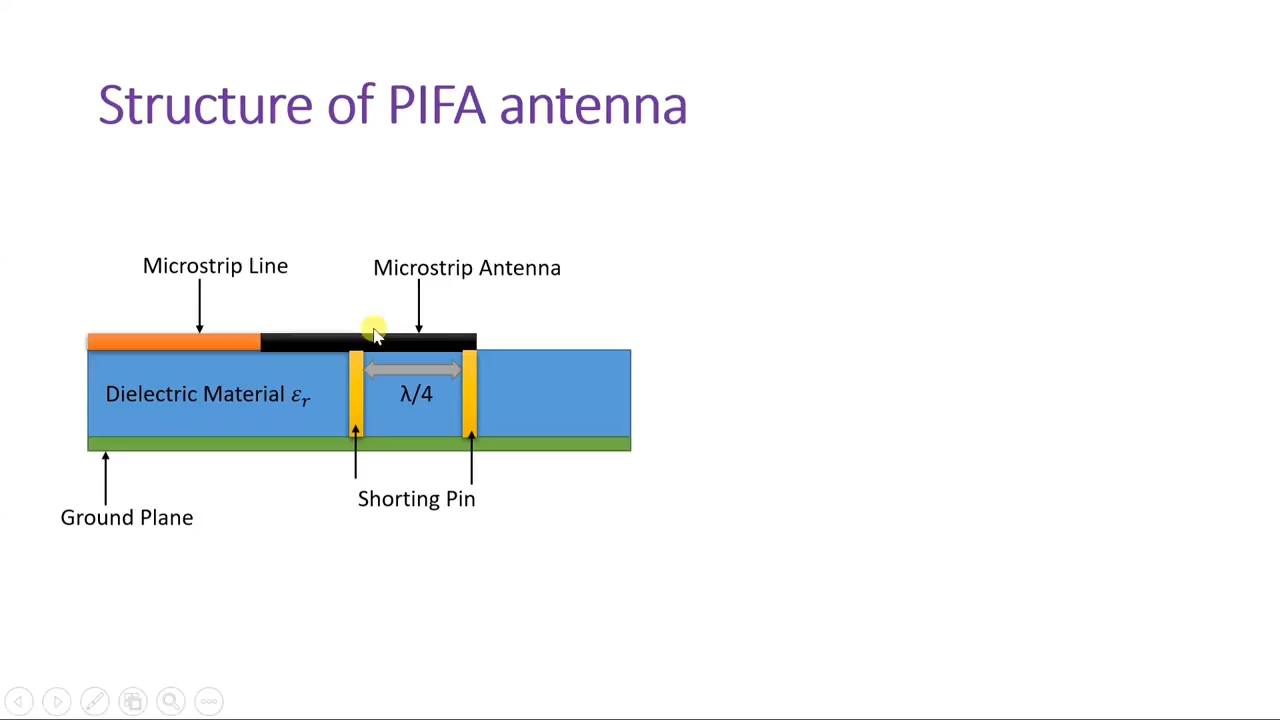 Structure of PIFA antenna
Microstrip Line
Microstrip Antenna
Dielectric Material εᵣ
λ/4
Shorting Pin
Ground Plane